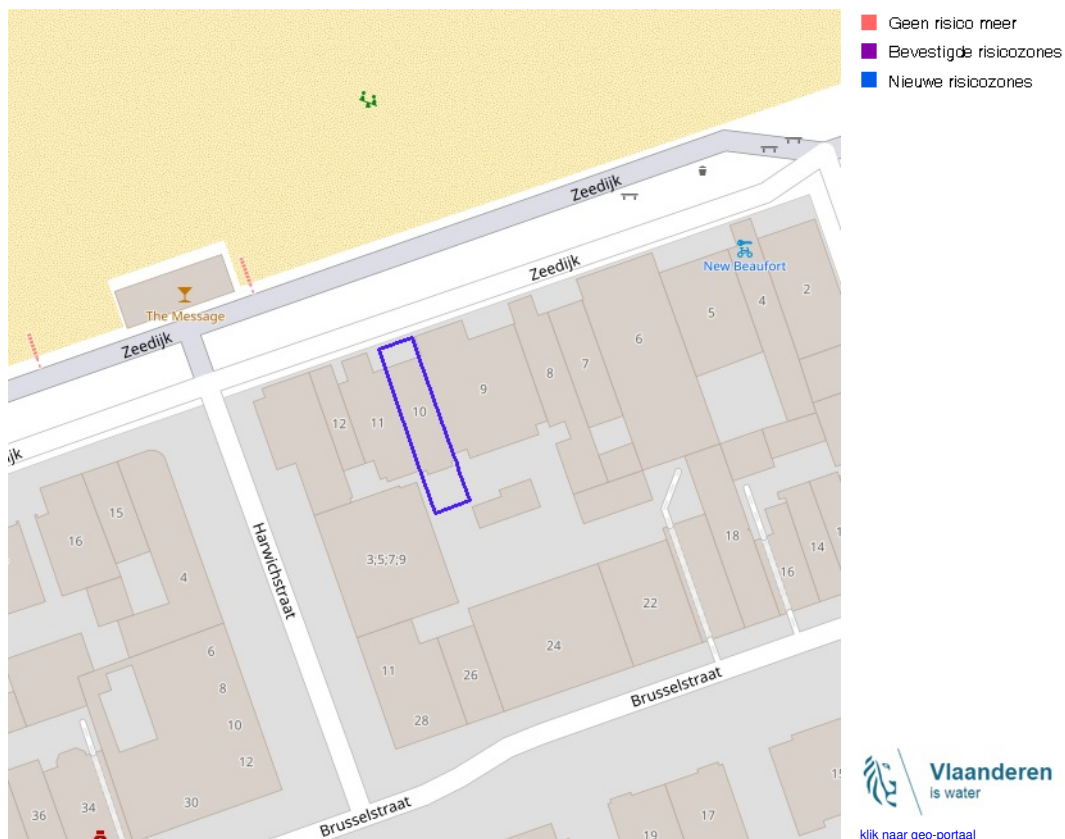 Geen risico meer
Bevestigde risicozones
Nieuwe risicozones
Zeedijk
Zeedijk
New Beaufort
2
4
5
The Message
Zeedijk
6
7
8
9
10
11
12
15
16
4
Harwichstraat
3;5;7;9
18
14
16
22
24
26
11
28
6
8
10
12
30
34
36
Brusselstraat
Brusselstraat
17
19
Vlaanderen
is water
klik naar geo-portaal